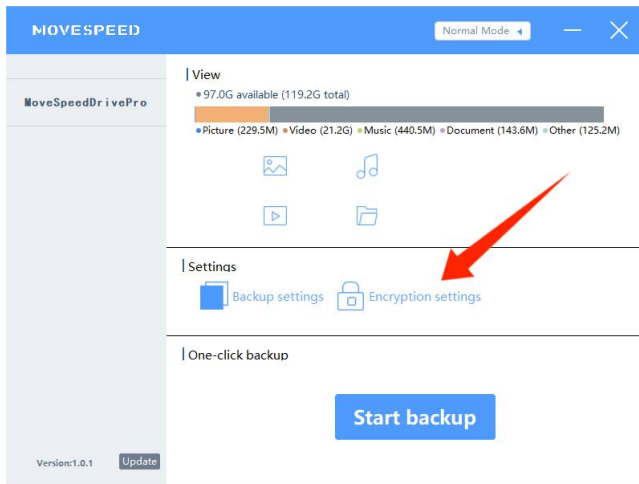 MOVESPEED
Normal Mode
View
97.0G available (119.2G total)
MoveSpeedDrivePro
Picture (229.5M) Video (21.2G) Music (440.5M) Document (143.6M) Other (125.2M)
Settings
Backup settings Encryption settings
One-click backup
Start backup
Version:1.0.1 Update